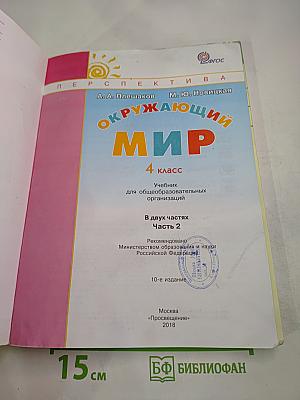 ФГОС
ПЕРСПЕКТИВА
А. А. Плешаков М. Ю. Новицкая
ОКРУЖАЮЩИЙ
МИР
4 класс
Учебник
для общеобразовательных
организаций
В двух частях
Часть 2
Рекомендовано
Министерством образования и науки
Российской Федерации
10-е издание
Москва
«Просвещение»
2018
15 см
БФ БИБЛИОФАН